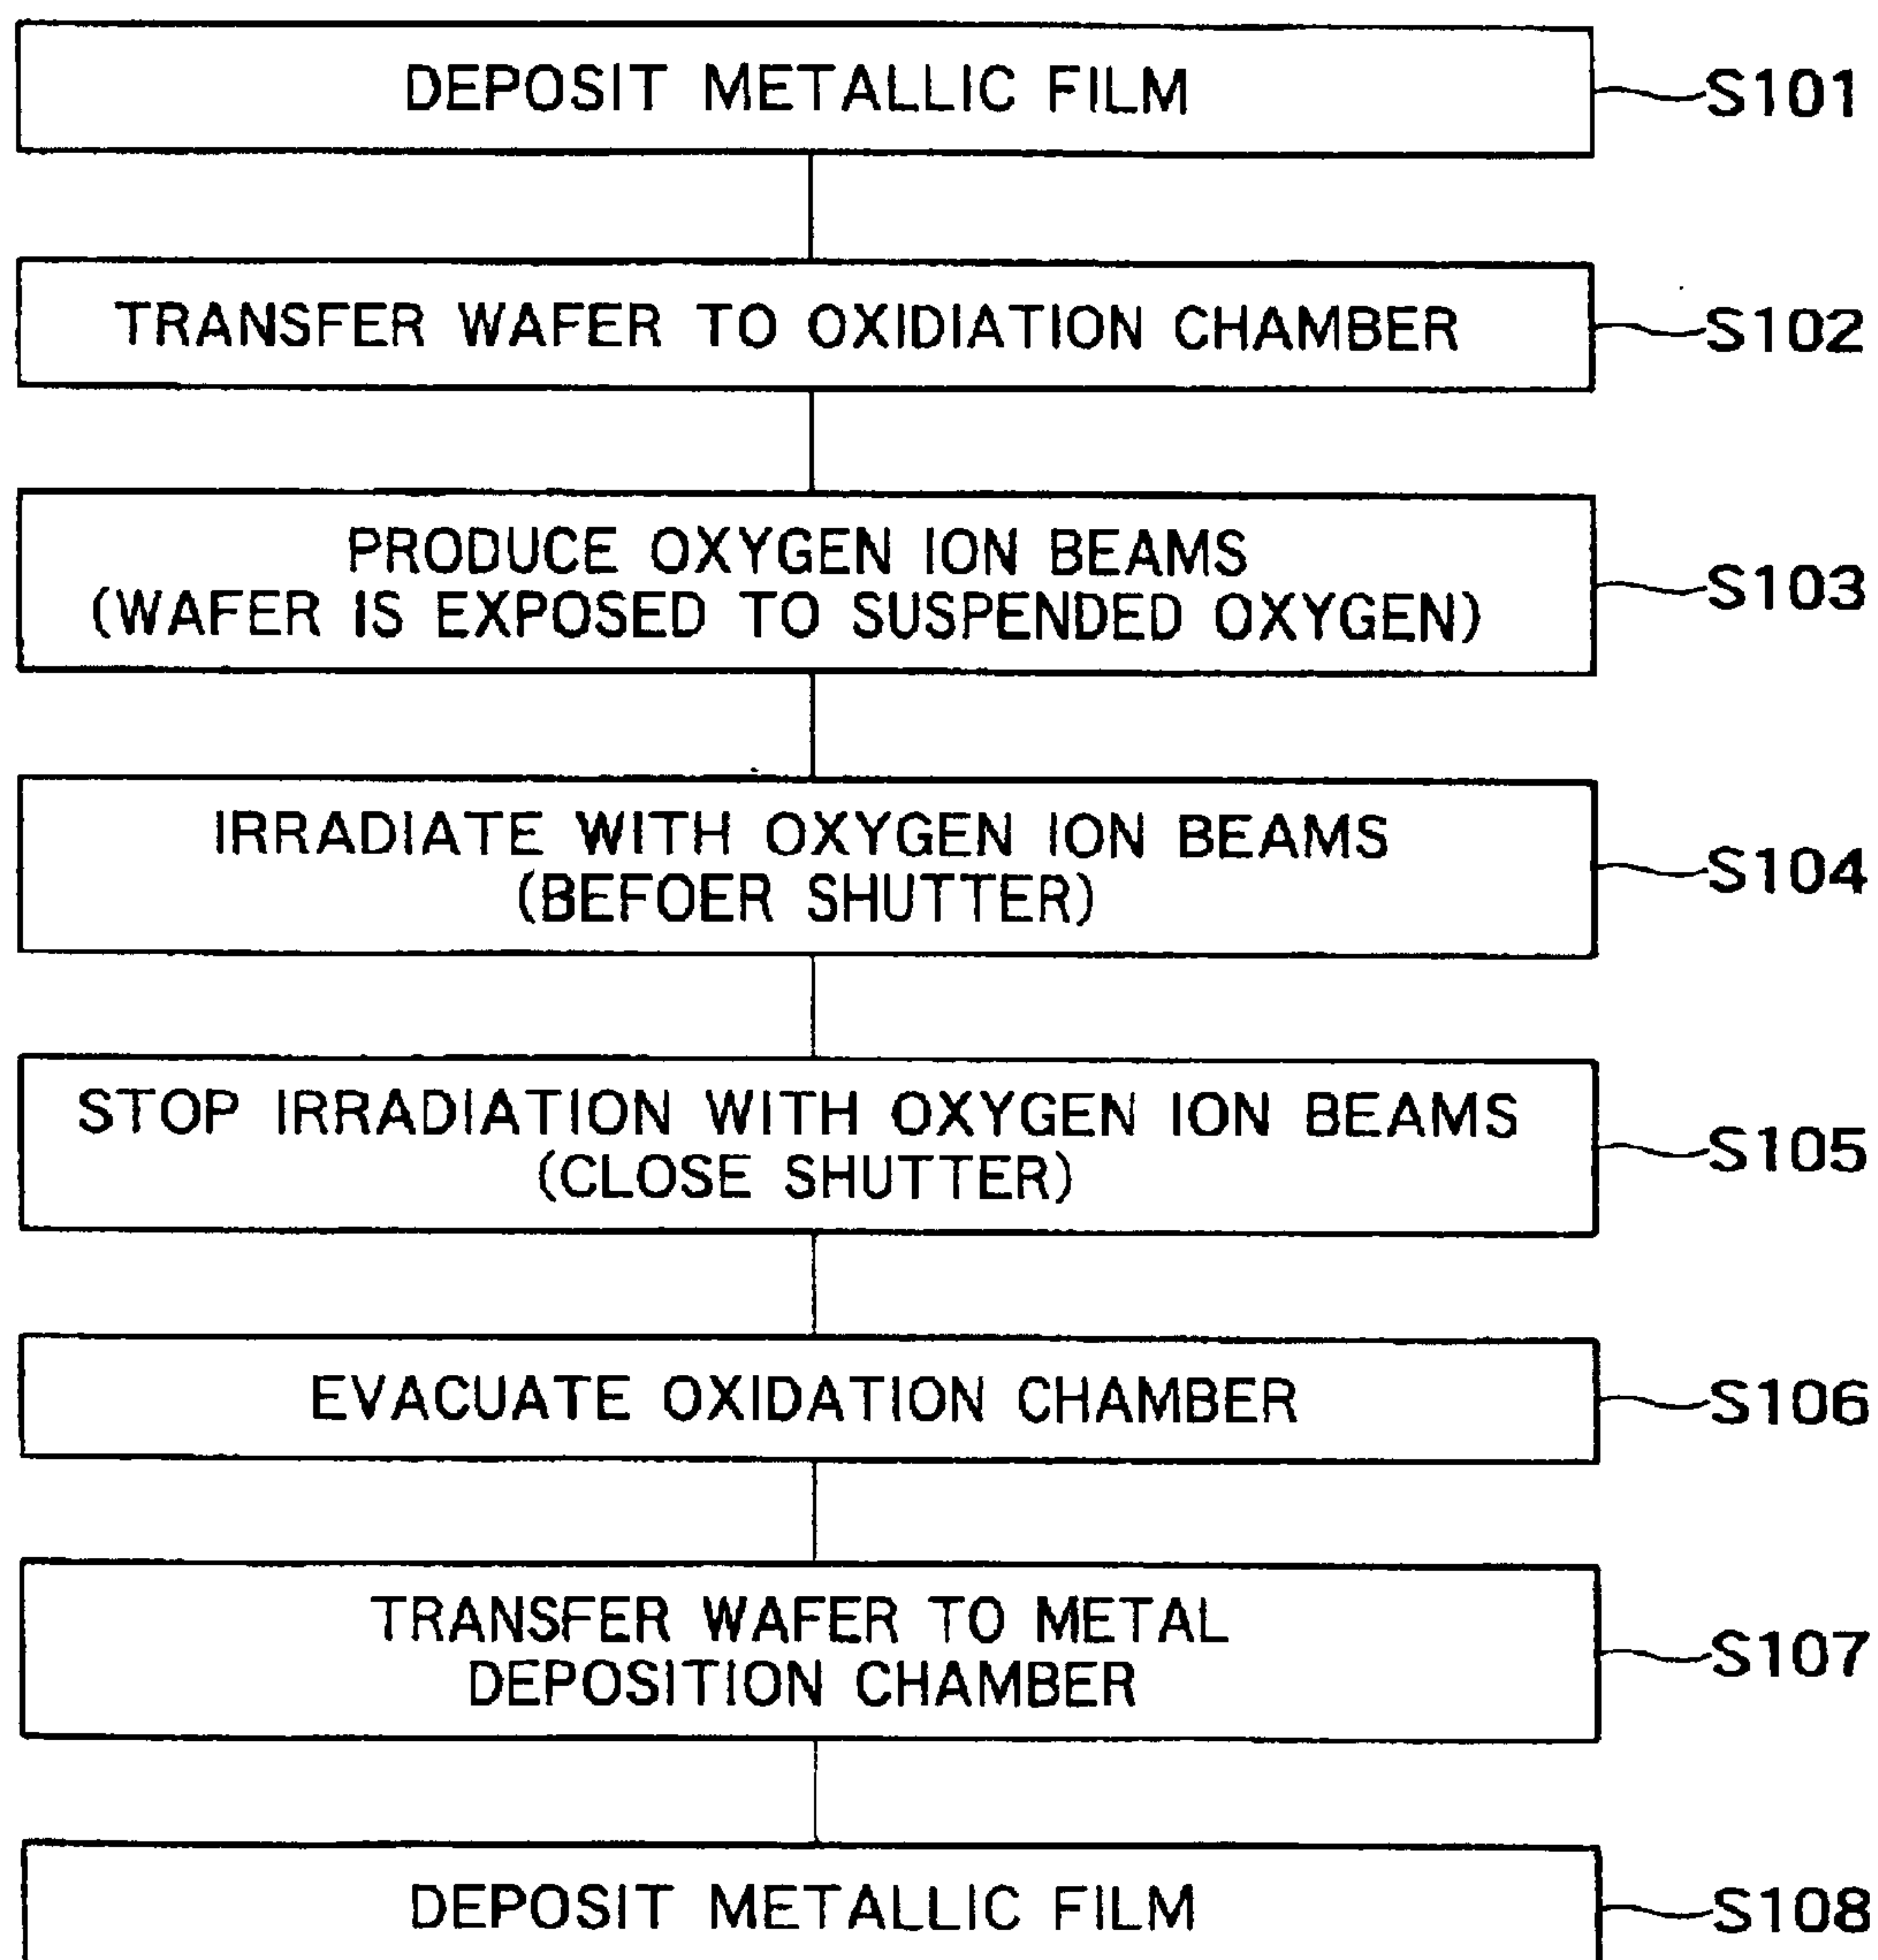 DEPOSIT METALLIC FILM
S101
TRANSFER WAFER TO OXIDIATION CHAMBER
S102
PRODUCE OXYGEN ION BEAMS
(WAFER IS EXPOSED TO SUSPENDED OXYGEN)
S103
IRRADIATE WITH OXYGEN ION BEAMS
(BEFOER SHUTTER)
S104
STOP IRRADIATION WITH OXYGEN ION BEAMS
(CLOSE SHUTTER)
S105
EVACUATE OXIDATION CHAMBER
S106
TRANSFER WAFER TO METAL
DEPOSITION CHAMBER
S107
DEPOSIT METALLIC FILM
S108